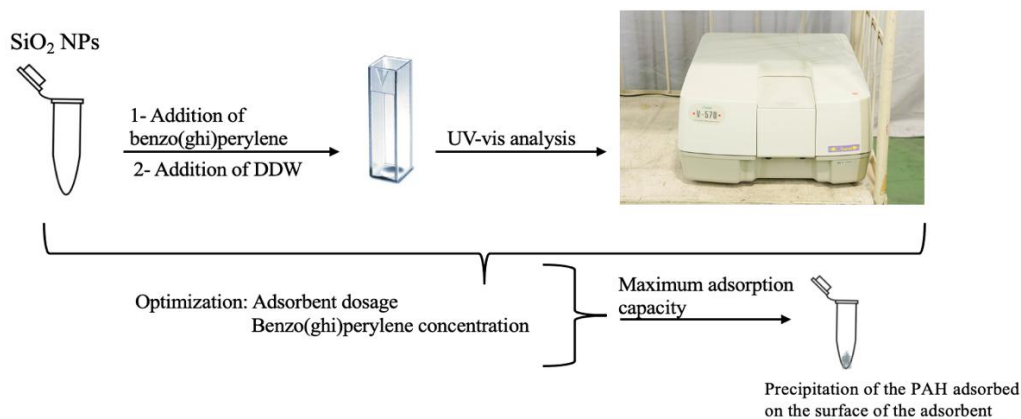 SiO₂ NPs
1- Addition of
benzo(ghi)perylene
2- Addition of DDW
UV-vis analysis
V-570
Optimization: Adsorbent dosage
Benzo(ghi)perylene concentration
Maximum adsorption
capacity
Precipitation of the PAH adsorbed
on the surface of the adsorbent